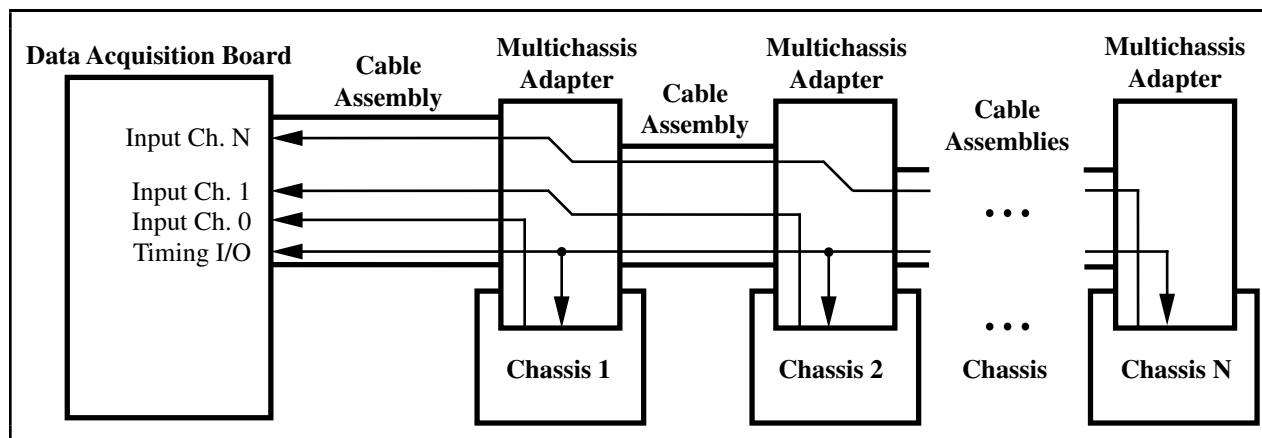 Data Acquisition Board
Cable
Assembly
Multichassis
Adapter
Cable
Assembly
Multichassis
Adapter
Cable
Assemblies
Multichassis
Adapter
Input Ch. N
Input Ch. 1
Input Ch. 0
Timing I/O
Chassis 1
Chassis 2
Chassis
Chassis N